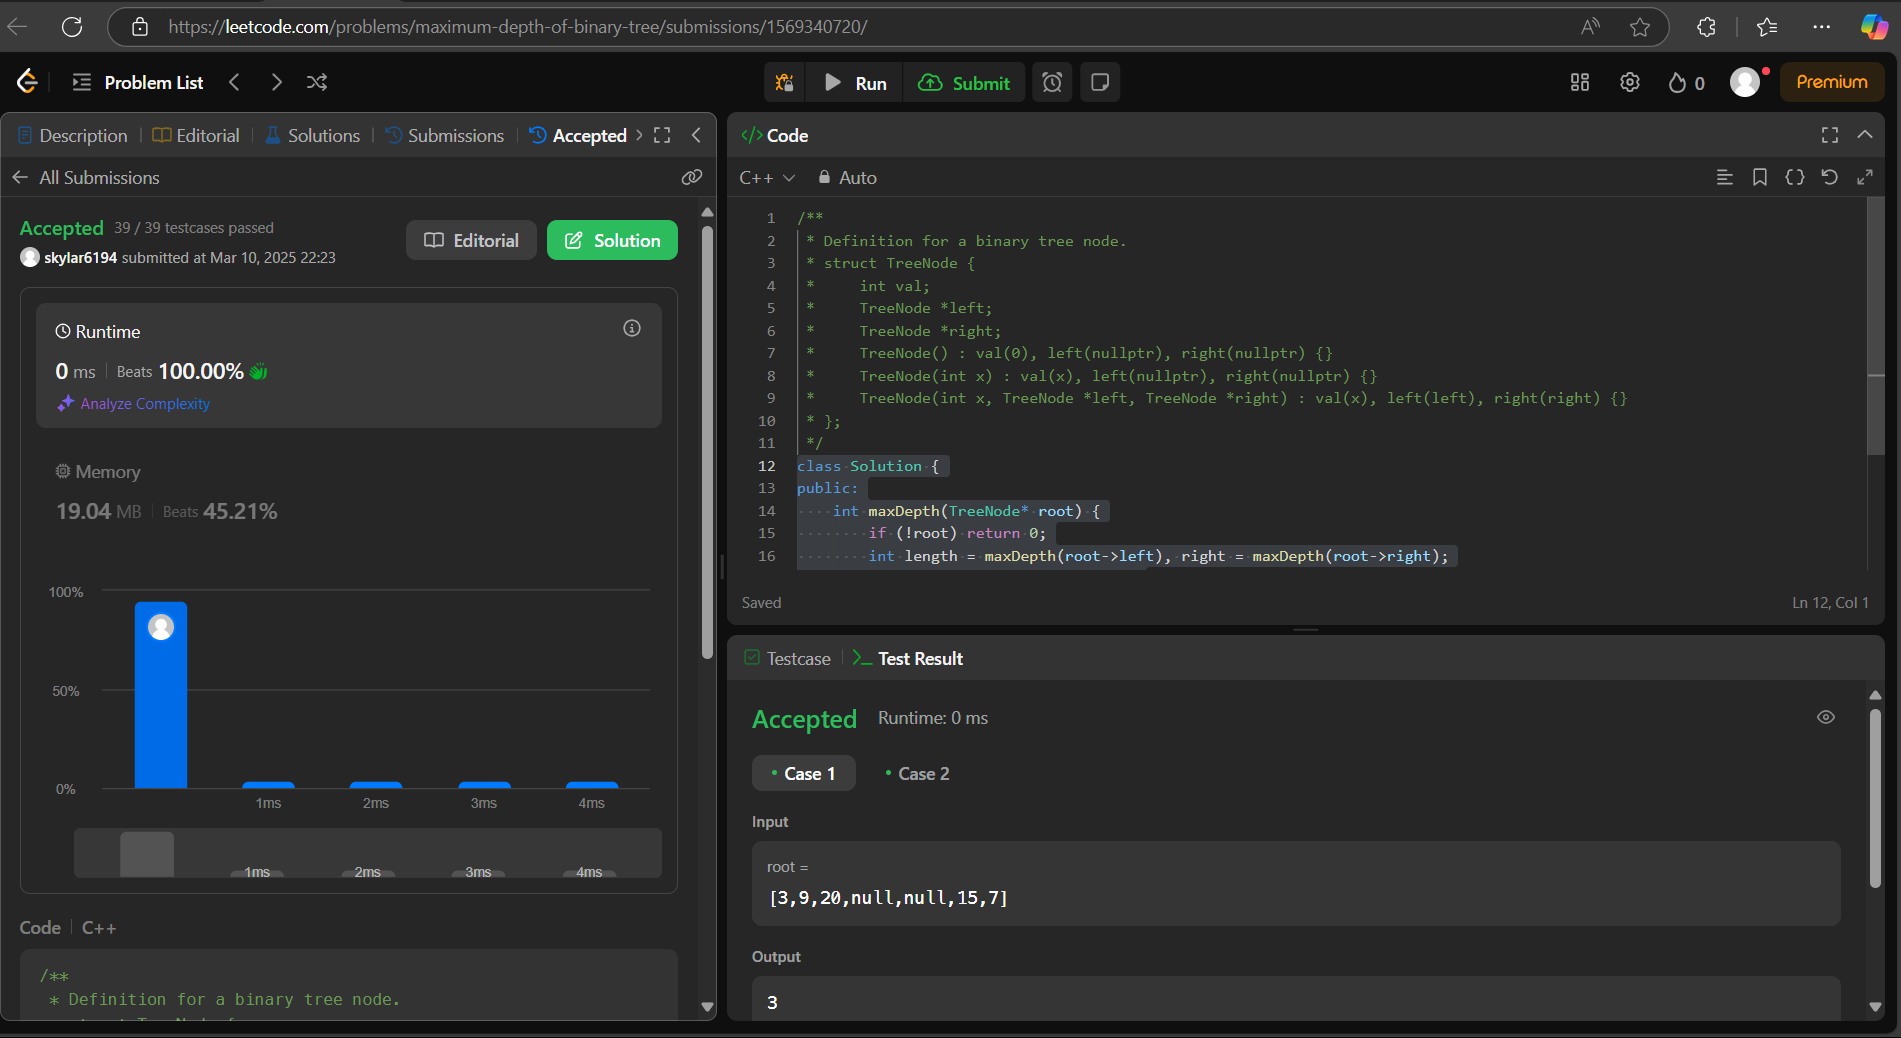 https://leetcode.com/problems/maximum-depth-of-binary-tree/submissions/1569340720/
Problem List
Run
Submit
0
Premium
Description
Editorial
Solutions
Submissions
Accepted
All Submissions
Accepted 39 / 39 testcases passed
skylar6194 submitted at Mar 10, 2025 22:23
Editorial
Solution
Runtime
0 ms Beats 100.00%
Analyze Complexity
Memory
19.04 MB Beats 45.21%
100%
50%
0%
1ms 2ms 3ms 4ms
1ms 2ms 3ms 4ms
Code C++
/**
* Definition for a binary tree node.
</> Code
C++ Auto
1 /**
2 * Definition for a binary tree node.
3 * struct TreeNode {
4 *     int val;
5 *     TreeNode *left;
6 *     TreeNode *right;
7 *     TreeNode() : val(0), left(nullptr), right(nullptr) {}
8 *     TreeNode(int x) : val(x), left(nullptr), right(nullptr) {}
9 *     TreeNode(int x, TreeNode *left, TreeNode *right) : val(x), left(left), right(right) {}
10 * };
11 */
12 class Solution {
13 public:
14     int maxDepth(TreeNode* root) {
15         if (!root) return 0;
16         int length = maxDepth(root->left), right = maxDepth(root->right);
Saved
Ln 12, Col 1
Testcase
Test Result
Accepted Runtime: 0 ms
Case 1
Case 2
Input
root =
[3,9,20,null,null,15,7]
Output
3